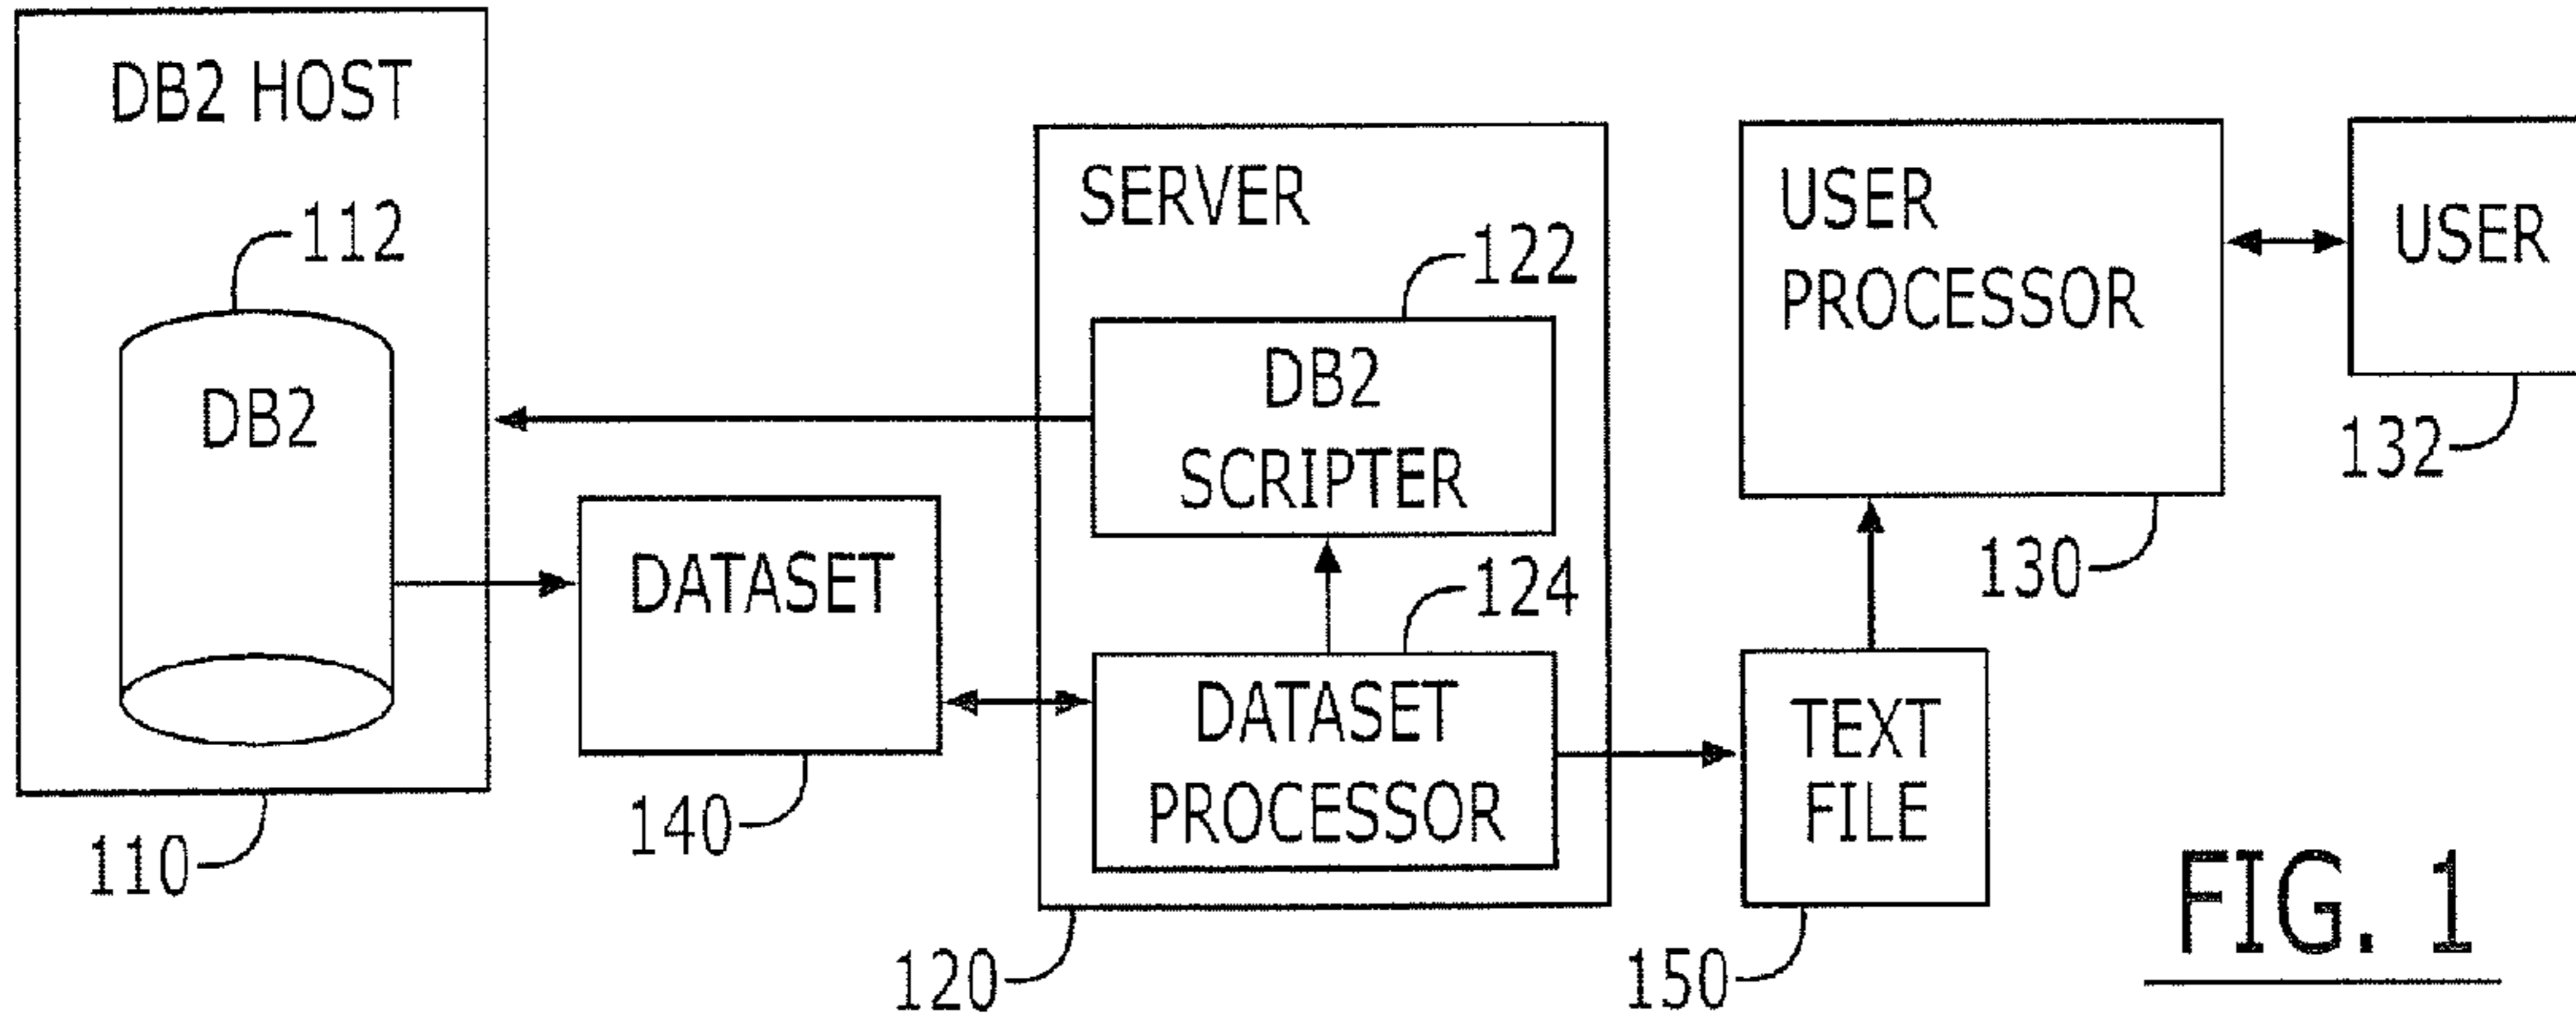 DB2 HOST
112
DB2
110
DATASET
140
SERVER
122
DB2
SCRIPTER
124
DATASET
PROCESSOR
120
USER
PROCESSOR
130
USER
132
TEXT
FILE
150
FIG. 1